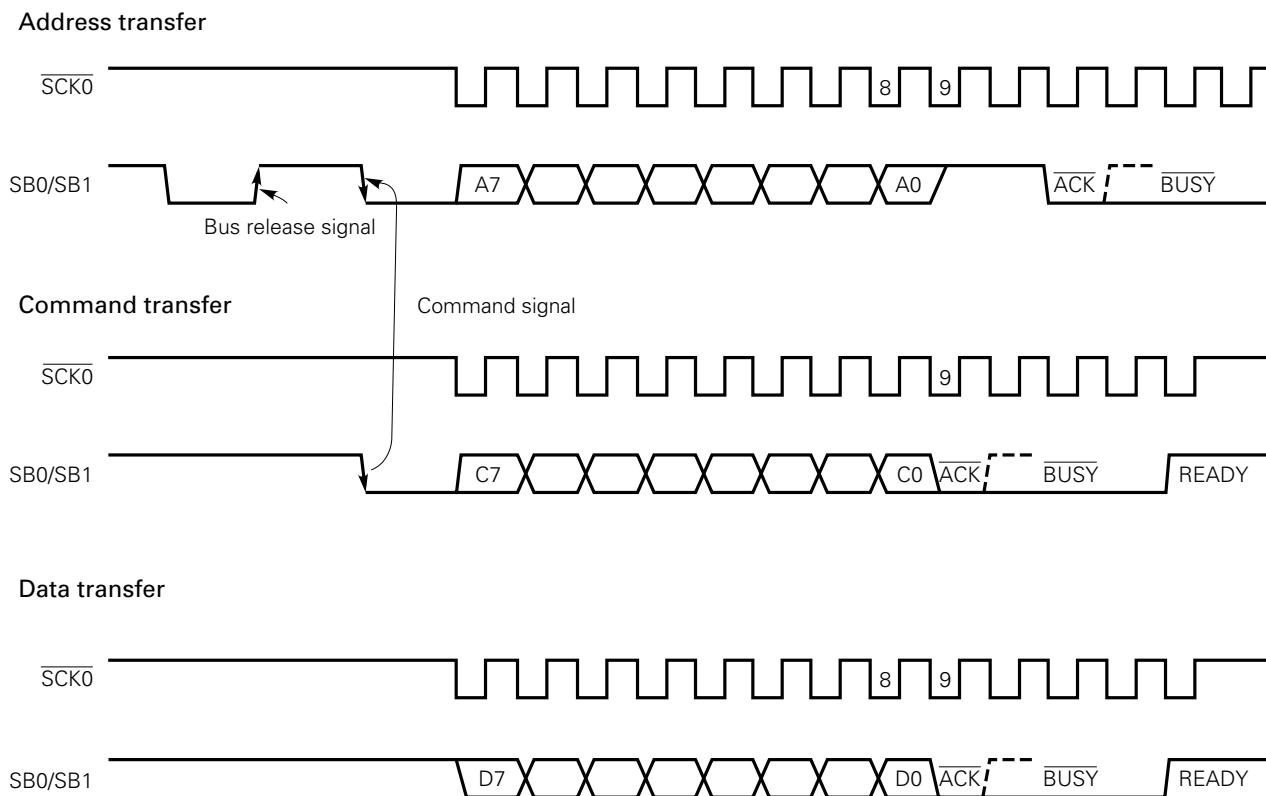 Address transfer
SCK0
8 9
SB0/SB1 A7 A0 ACK BUSY
Bus release signal
Command transfer Command signal
SCK0
9
SB0/SB1 C7 C0 ACK BUSY READY
Data transfer
SCK0
8 9
SB0/SB1 D7 D0 ACK BUSY READY